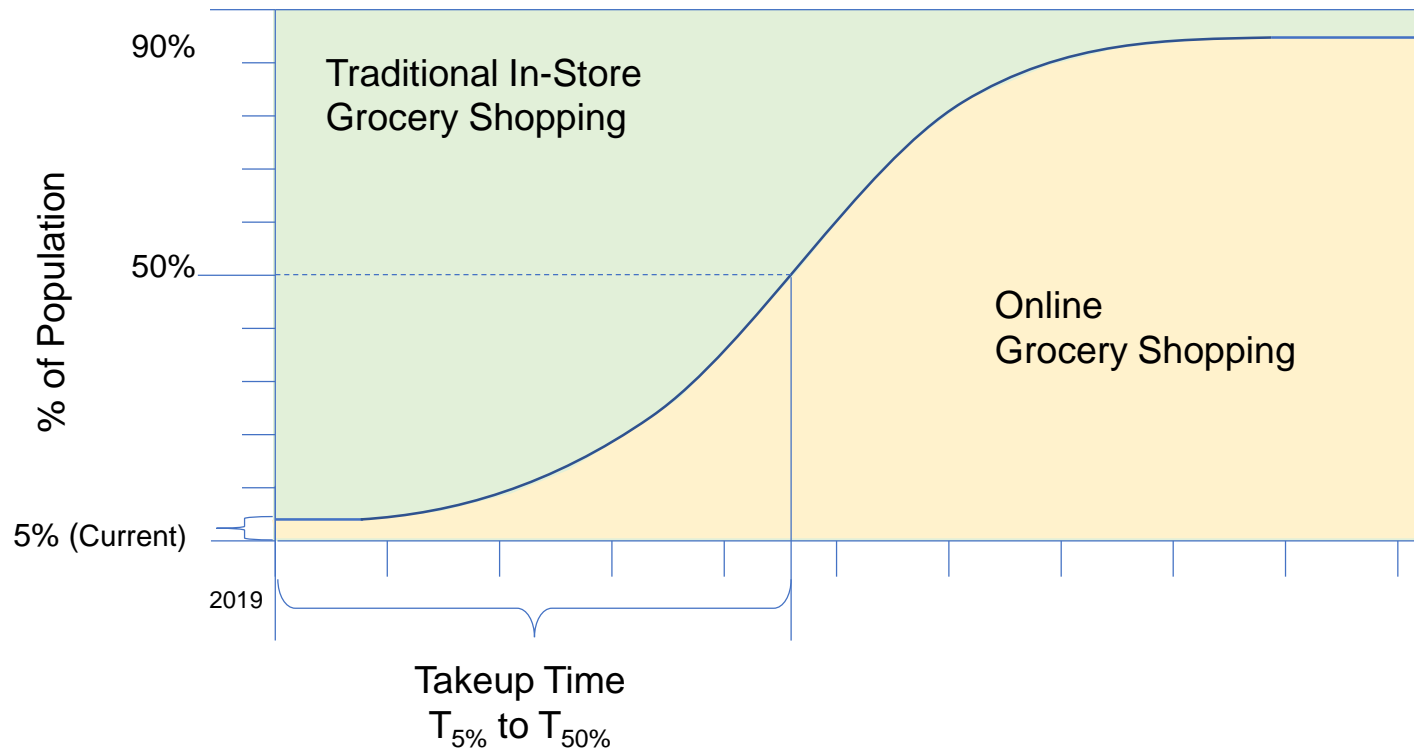 90%
Traditional In-Store
Grocery Shopping
% of Population
50%
Online
Grocery Shopping
5% (Current)
2019
Takeup Time
T5% to T50%